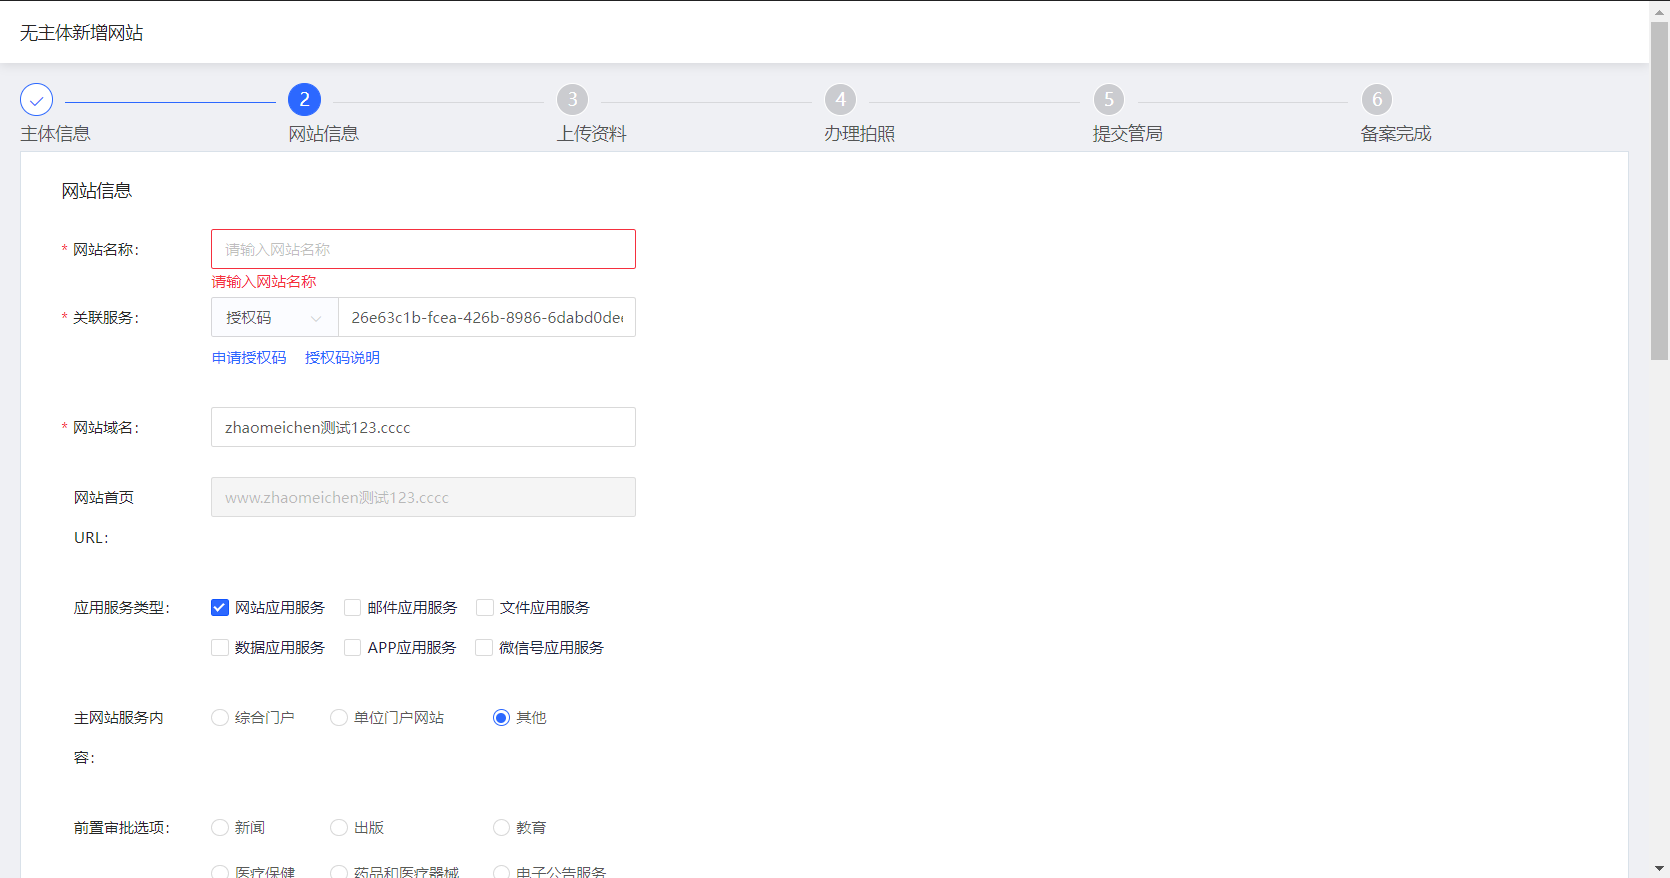 无主体新增网站
2 3 4 5 6
主体信息 网站信息 上传资料 办理拍照 提交管局 备案完成
网站信息
* 网站名称： 请输入网站名称
请输入网站名称
* 关联服务： 授权码 26e63c1b-fcea-426b-8986-6dabd0de
申请授权码 授权码说明
* 网站域名： zhaomeichen测试123.cccc
网站首页 www.zhaomeichen测试123.cccc
URL：
应用服务类型： 网站应用服务 邮件应用服务 文件应用服务
数据应用服务 APP应用服务 微信号应用服务
主网站服务内 综合门户 单位门户网站 其他
容：
前置审批选项： 新闻 出版 教育
医疗保健 药品和医疗器械 电子公告服务